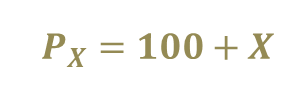 P_X = 100 + X